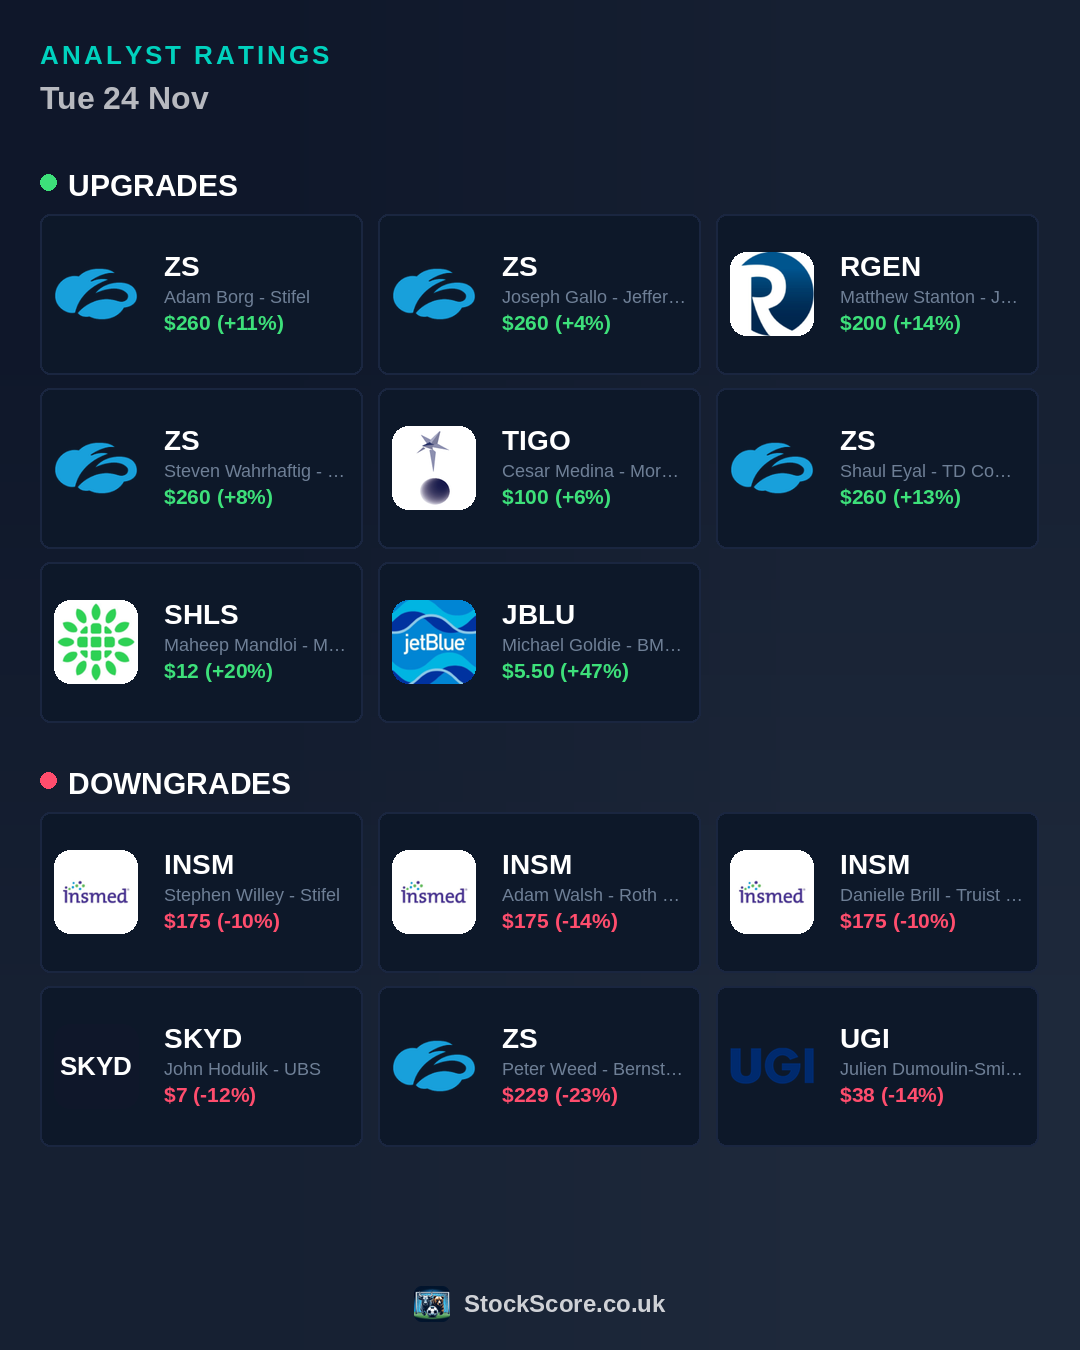 ANALYST RATINGS
Tue 24 Nov
UPGRADES
ZS
Adam Borg - Stifel
$260 (+11%)
ZS
Joseph Gallo - Jeffer...
$260 (+4%)
R
RGEN
Matthew Stanton - J...
$200 (+14%)
ZS
Steven Wahrhaftig - ...
$260 (+8%)
TIGO
Cesar Medina - Mor...
$100 (+6%)
ZS
Shaul Eyal - TD Co...
$260 (+13%)
SHLS
Maheep Mandloi - M...
$12 (+20%)
jetBlue
JBLU
Michael Goldie - BM...
$5.50 (+47%)
DOWNGRADES
insmed
INSM
Stephen Willey - Stifel
$175 (-10%)
insmed
INSM
Adam Walsh - Roth ...
$175 (-14%)
insmed
INSM
Danielle Brill - Truist ...
$175 (-10%)
SKYD
SKYD
John Hodulik - UBS
$7 (-12%)
ZS
Peter Weed - Bernst...
$229 (-23%)
UGI
UGI
Julien Dumoulin-Smi...
$38 (-14%)
StockScore.co.uk